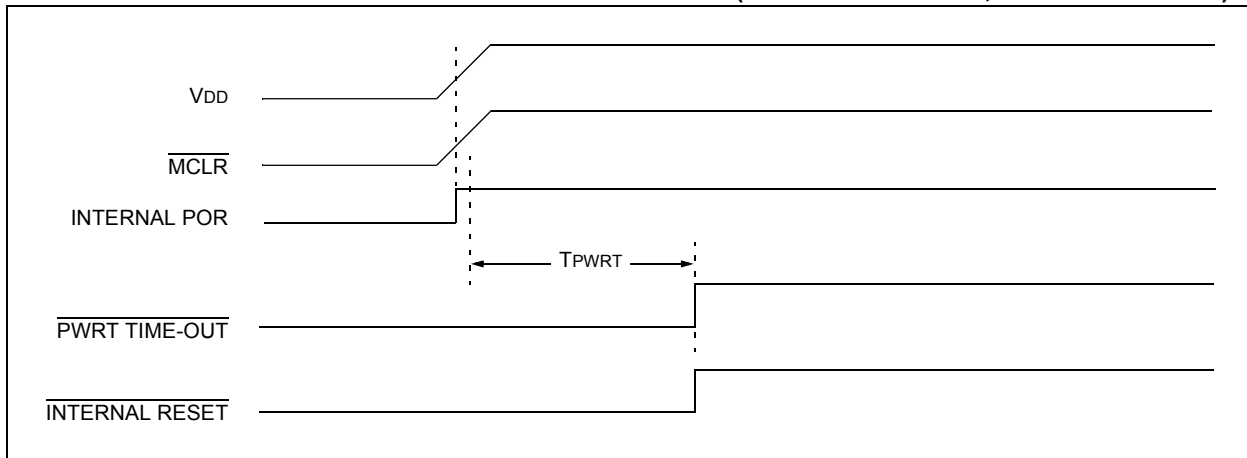 VDD
MCLR
INTERNAL POR
TPWRT
PWRT TIME-OUT
INTERNAL RESET